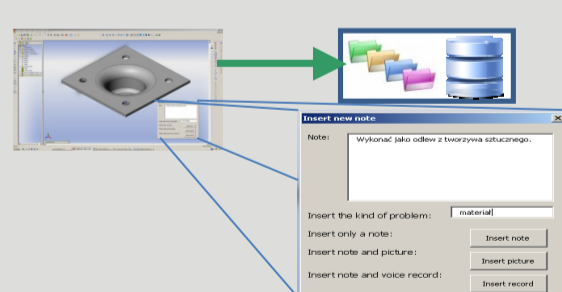 Insert new note
Note:
Wykonać jako odlew z tworzywa sztucznego.
Insert the kind of problem:
materiał
Insert only a note:
Insert note
Insert note and picture:
Insert picture
Insert note and voice record:
Insert record